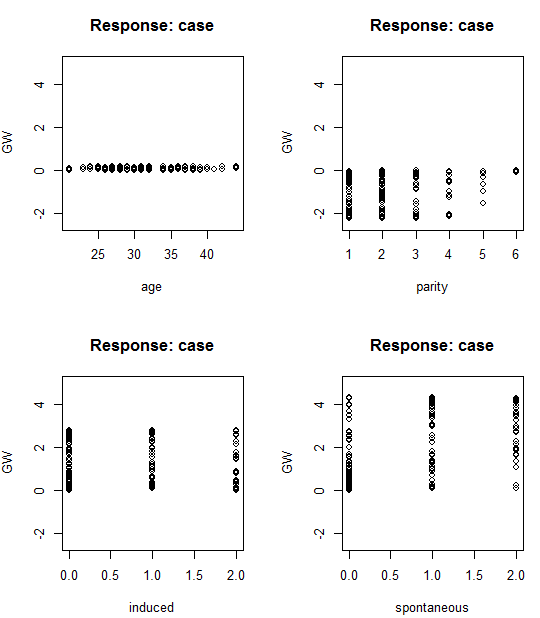 Response: case
GW
4
2
0
-2
25 30 35 40
age
Response: case
GW
4
2
0
-2
1 2 3 4 5 6
parity
Response: case
GW
4
2
0
-2
0.0 0.5 1.0 1.5 2.0
induced
Response: case
GW
4
2
0
-2
0.0 0.5 1.0 1.5 2.0
spontaneous